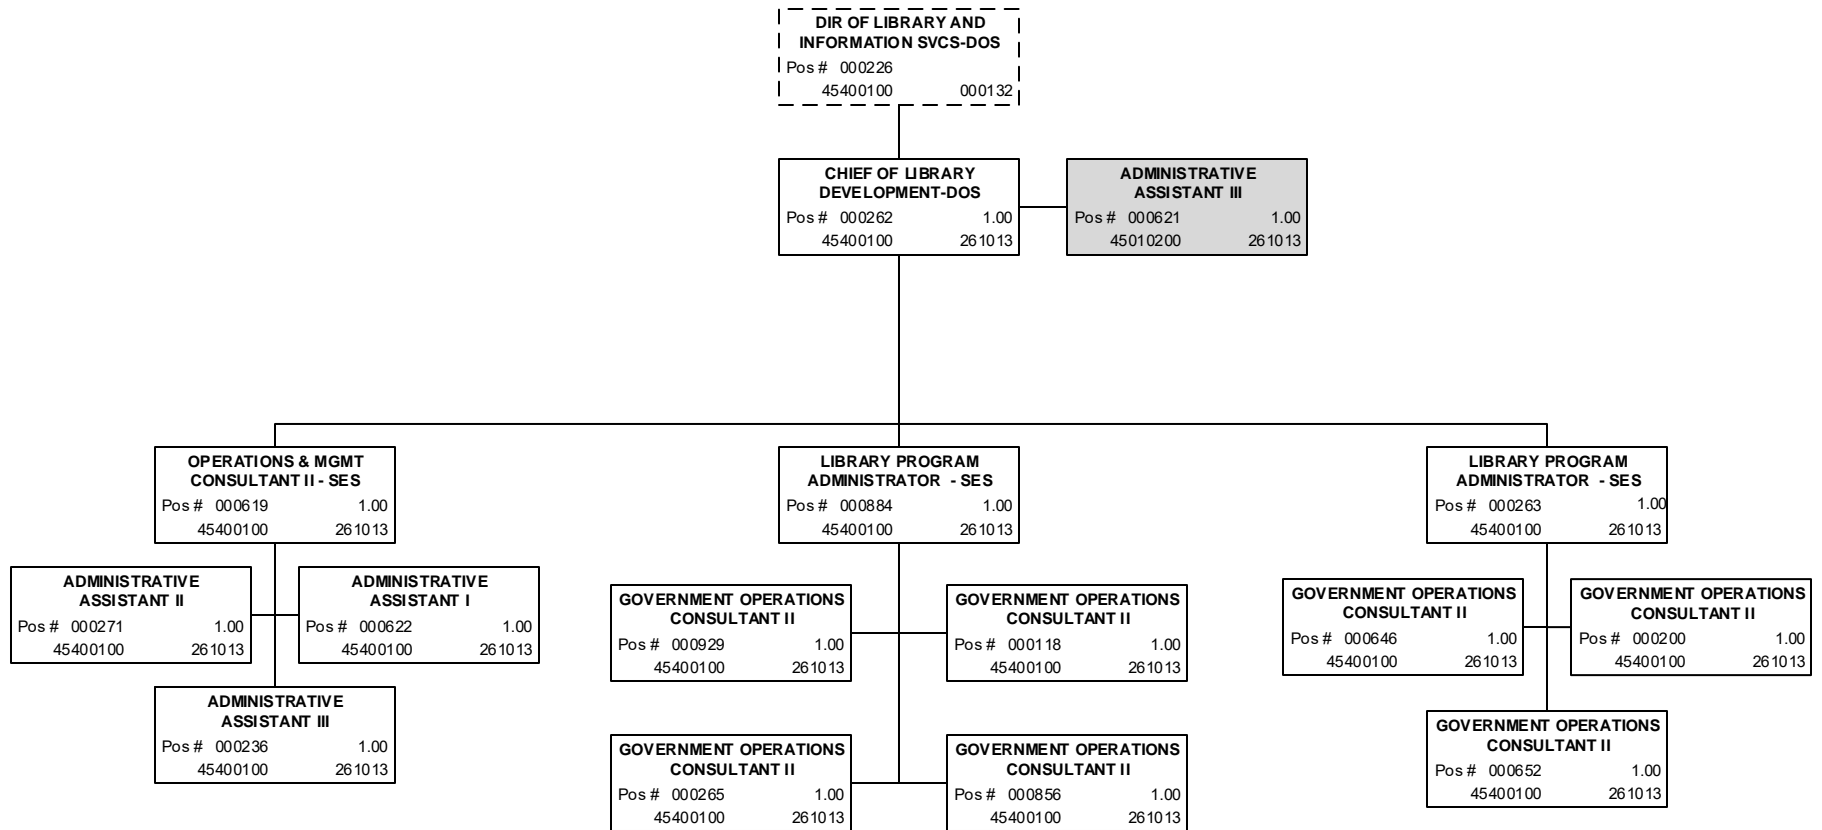 DIR OF LIBRARY AND
INFORMATION SVCS-DOS
Pos # 000226
45400100 000132
CHIEF OF LIBRARY
DEVELOPMENT-DOS
Pos # 000262 1.00
45400100 261013
ADMINISTRATIVE
ASSISTANT III
Pos # 000621 1.00
45010200 261013
OPERATIONS & MGMT
CONSULTANT II - SES
Pos # 000619 1.00
45400100 261013
LIBRARY PROGRAM
ADMINISTRATOR - SES
Pos # 000884 1.00
45400100 261013
LIBRARY PROGRAM
ADMINISTRATOR - SES
Pos # 000263 1.00
45400100 261013
ADMINISTRATIVE
ASSISTANT II
Pos # 000271 1.00
45400100 261013
ADMINISTRATIVE
ASSISTANT I
Pos # 000622 1.00
45400100 261013
ADMINISTRATIVE
ASSISTANT III
Pos # 000236 1.00
45400100 261013
GOVERNMENT OPERATIONS
CONSULTANT II
Pos # 000929 1.00
45400100 261013
GOVERNMENT OPERATIONS
CONSULTANT II
Pos # 000118 1.00
45400100 261013
GOVERNMENT OPERATIONS
CONSULTANT II
Pos # 000265 1.00
45400100 261013
GOVERNMENT OPERATIONS
CONSULTANT II
Pos # 000856 1.00
45400100 261013
GOVERNMENT OPERATIONS
CONSULTANT II
Pos # 000646 1.00
45400100 261013
GOVERNMENT OPERATIONS
CONSULTANT II
Pos # 000200 1.00
45400100 261013
GOVERNMENT OPERATIONS
CONSULTANT II
Pos # 000652 1.00
45400100 261013